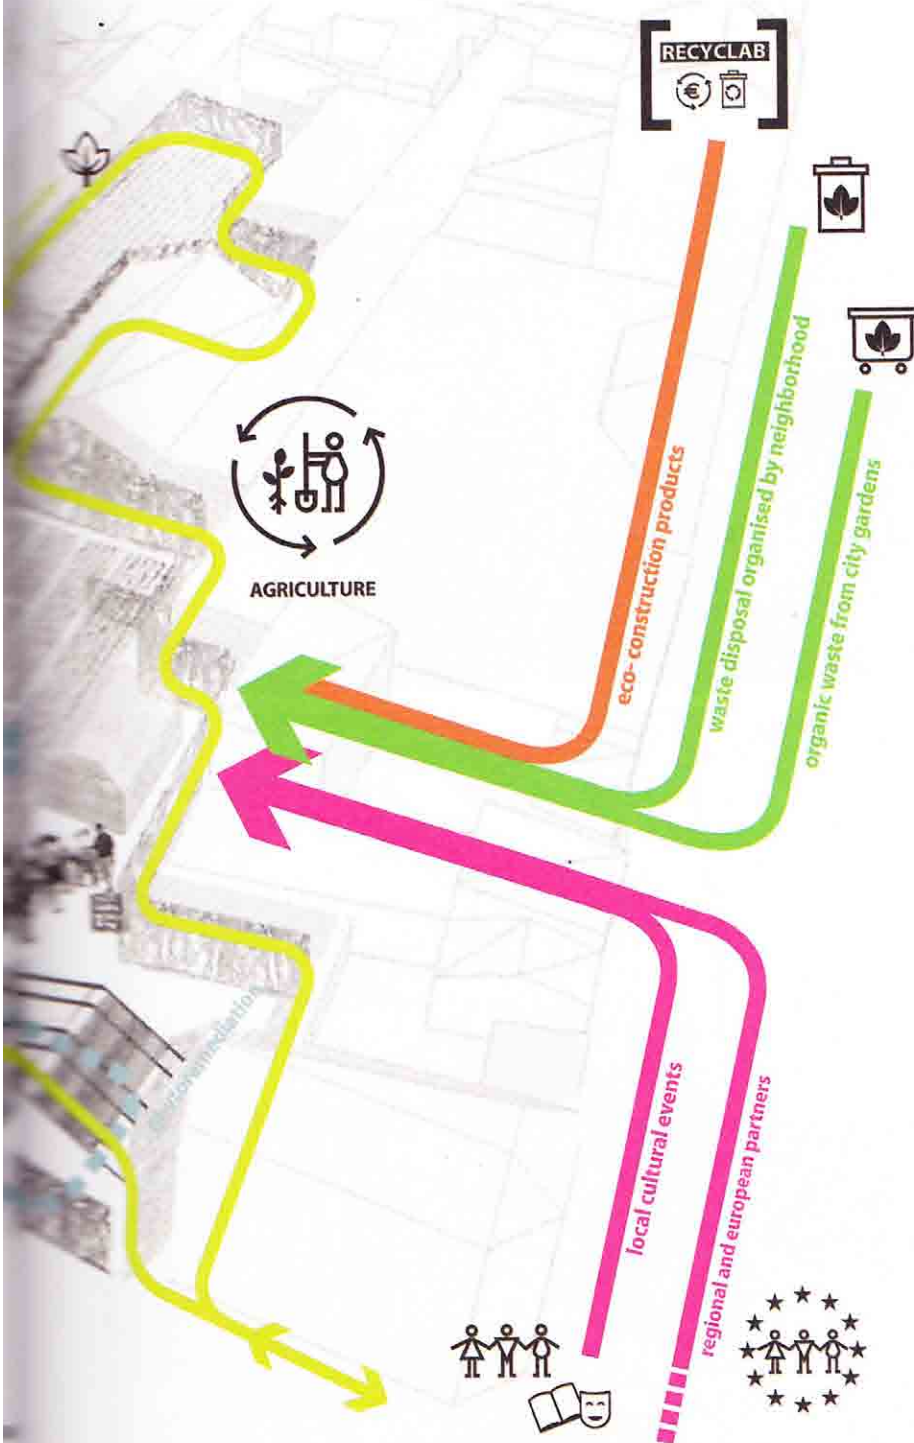 RECYCLAB
€
eco- construction products
waste disposal organised by neighborhood
organic waste from city gardens
AGRICULTURE
local cultural events
regional and european partners